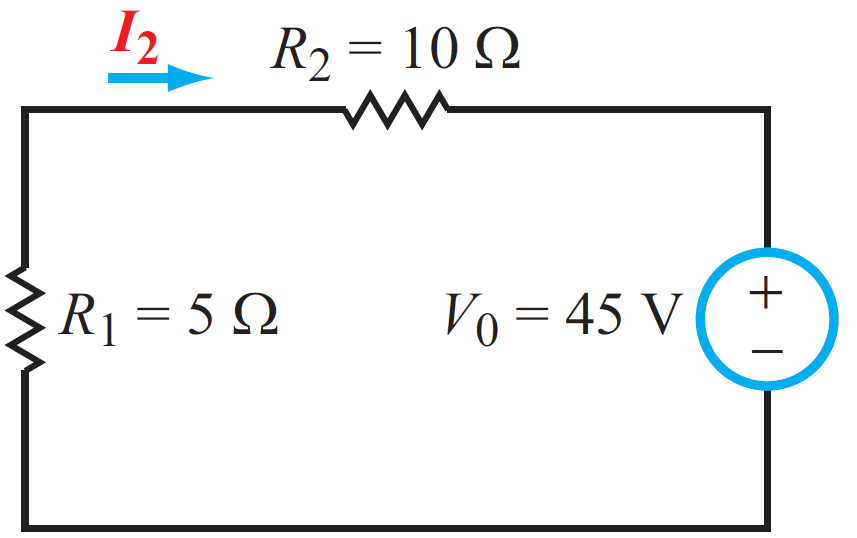 I₂
R₂ = 10 Ω
R₁ = 5 Ω
V₀ = 45 V
+
−